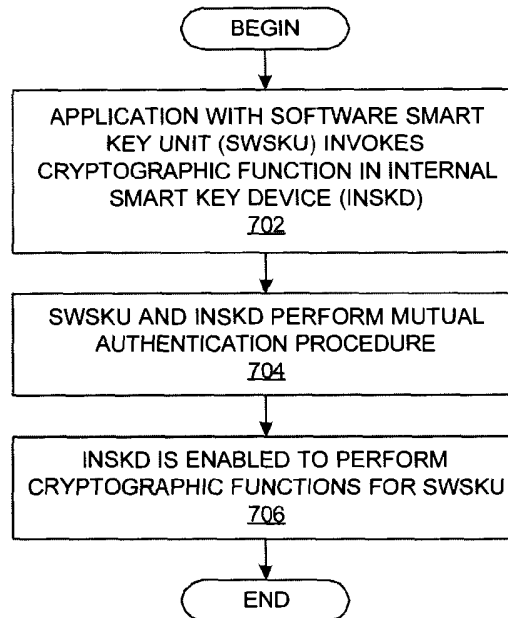 BEGIN
APPLICATION WITH SOFTWARE SMART
KEY UNIT (SWSKU) INVOKES
CRYPTOGRAPHIC FUNCTION IN INTERNAL
SMART KEY DEVICE (INSKD)
702
SWSKU AND INSKD PERFORM MUTUAL
AUTHENTICATION PROCEDURE
704
INSKD IS ENABLED TO PERFORM
CRYPTOGRAPHIC FUNCTIONS FOR SWSKU
706
END